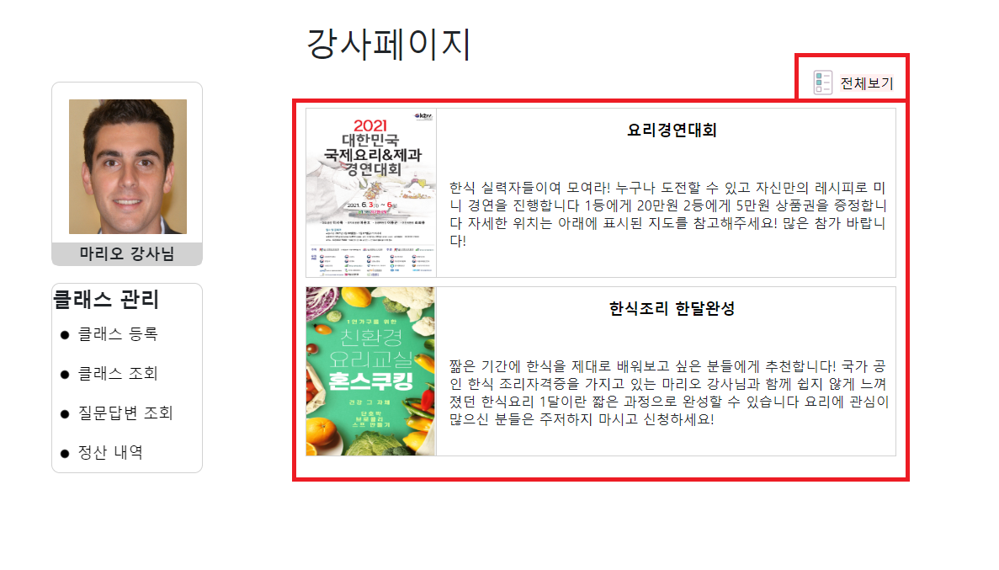 강사페이지
전체보기
마리오 강사님
클래스 관리
클래스 등록
클래스 조회
질문답변 조회
정산 내역
2021
대한민국
국제요리&제과
경연대회
2021. 6. 3
~ 6
요리경연대회
한식 실력자들이여 모여라! 누구나 도전할 수 있고 자신만의 레시피로 미
니 경연을 진행합니다 1등에게 20만원 2등에게 5만원 상품권을 증정합니
다 자세한 위치는 아래에 표시된 지도를 참고해주세요! 많은 참가 바랍니
다!
1인가구를 위한
친환경
요리교실
혼스쿠킹
건강 그 자체
단호박
브로콜리
스프 만들기
한식조리 한달완성
짧은 기간에 한식을 제대로 배워보고 싶은 분들에게 추천합니다! 국가 공
인 한식 조리자격증을 가지고 있는 마리오 강사님과 함께 쉽지 않게 느껴
졌던 한식요리 1달이란 짧은 과정으로 완성할 수 있습니다 요리에 관심이
많으신 분들은 주저하지 마시고 신청하세요!